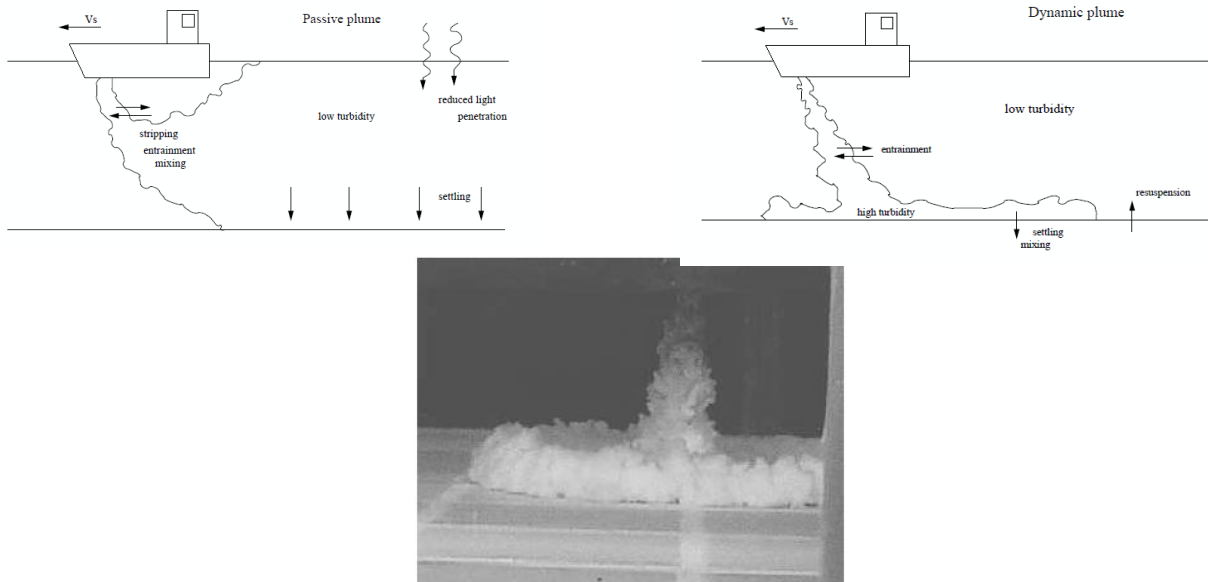 Passive plume
Vs
reduced light
penetration
low turbidity
stripping
entrainment
mixing
settling
Dynamic plume
Vs
low turbidity
entrainment
resuspension
high turbidity
settling
mixing